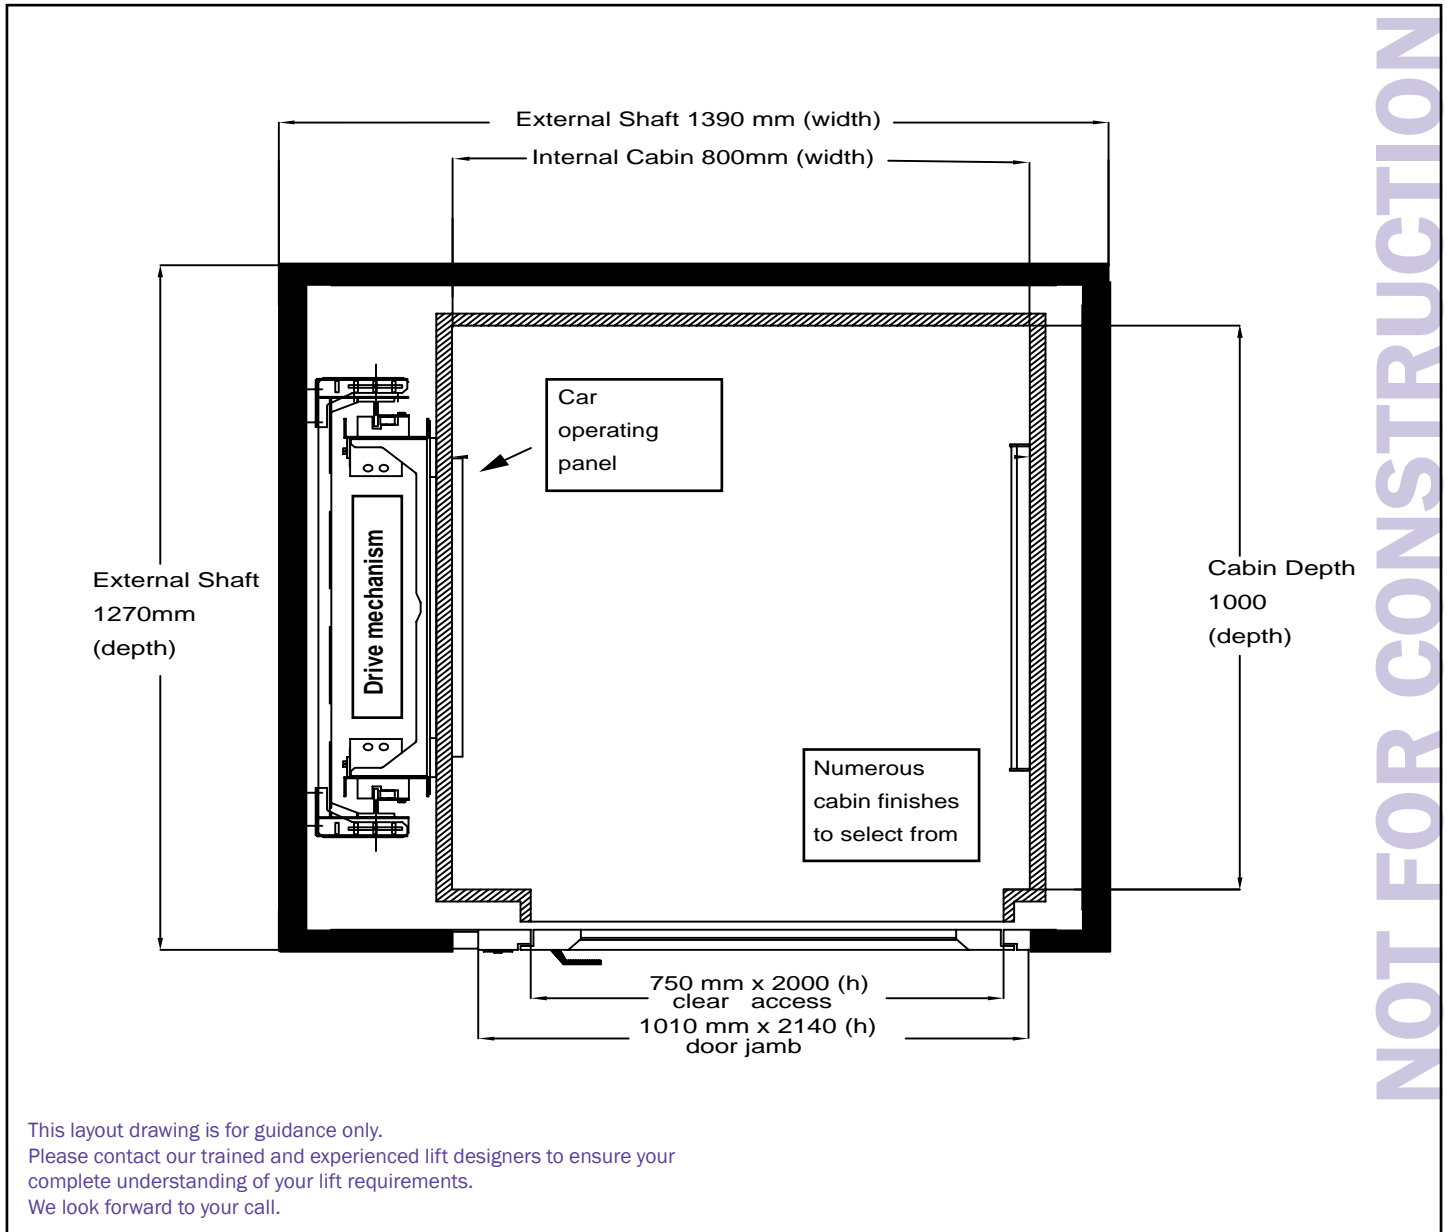 External Shaft 1390 mm (width)
Internal Cabin 800mm (width)
Car
operating
panel
Drive mechanism
External Shaft
1270mm
(depth)
Cabin Depth
1000
(depth)
Numerous
cabin finishes
to select from
750 mm x 2000 (h)
clear access
1010 mm x 2140 (h)
door jamb
NOT FOR CONSTRUCTION
This layout drawing is for guidance only.
Please contact our trained and experienced lift designers to ensure your
complete understanding of your lift requirements.
We look forward to your call.